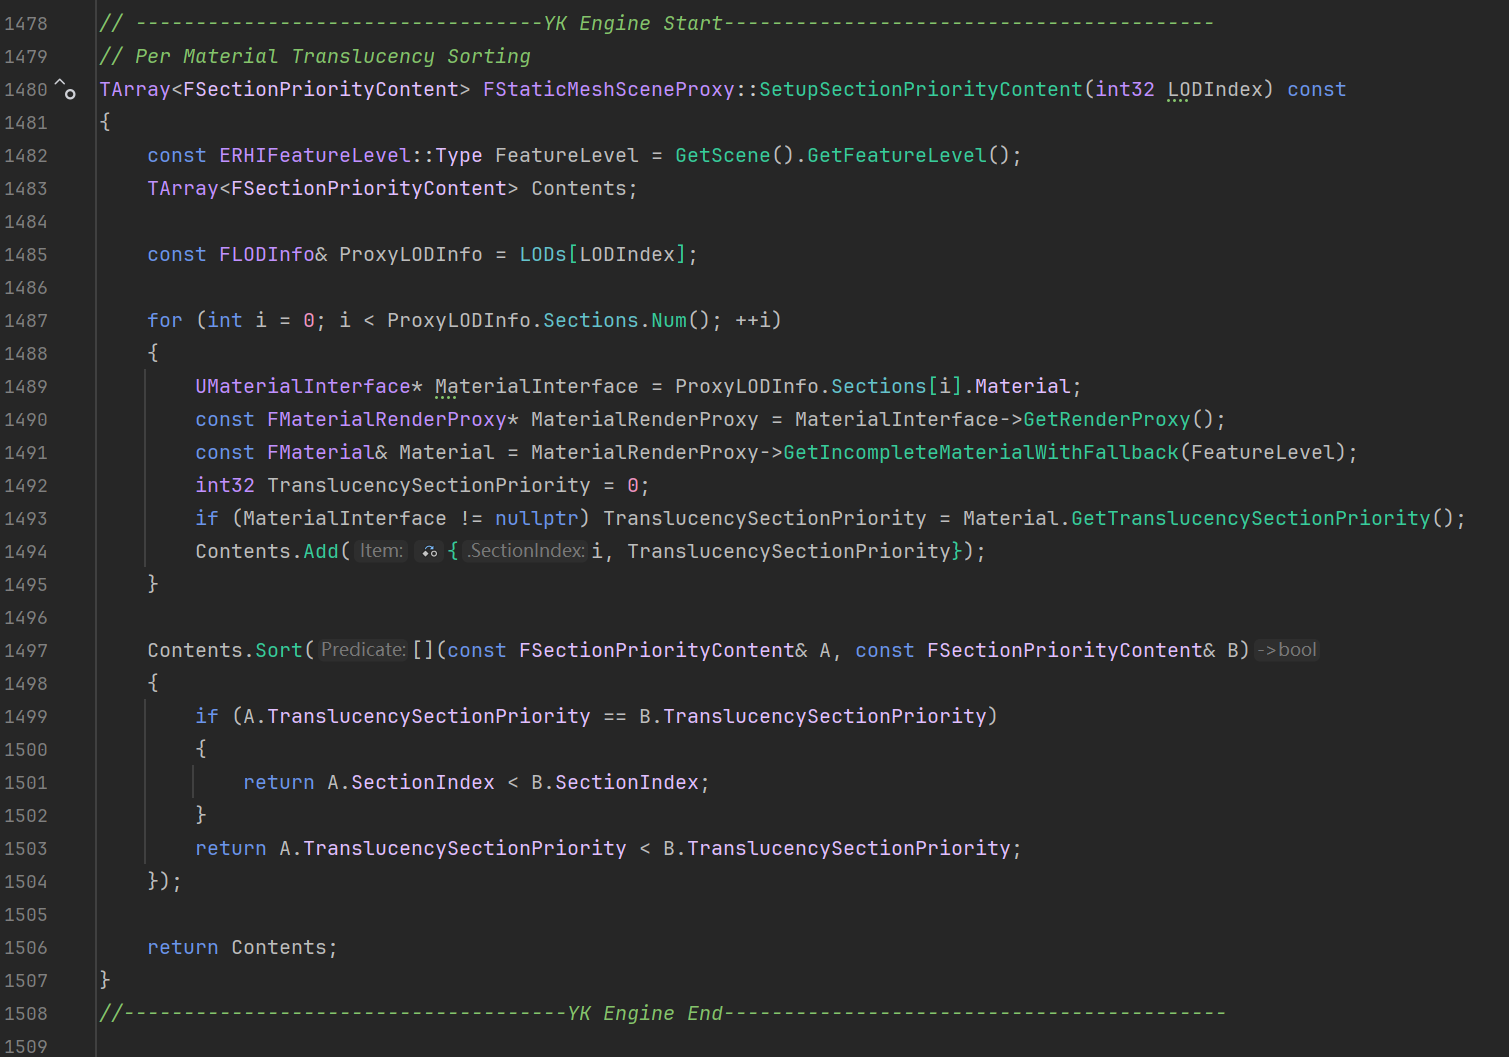 1478 // ----------------------------------YK Engine Start-----------------------------------------
1479 // Per Material Translucency Sorting
1480 TArray<FSectionPriorityContent> FStaticMeshSceneProxy::SetupSectionPriorityContent(int32 LODIndex) const
1481 {
1482     const ERHIFeatureLevel::Type FeatureLevel = GetScene().GetFeatureLevel();
1483     TArray<FSectionPriorityContent> Contents;
1484
1485     const FLODInfo& ProxyLODInfo = LODs[LODIndex];
1486
1487     for (int i = 0; i < ProxyLODInfo.Sections.Num(); ++i)
1488     {
1489         UMaterialInterface* MaterialInterface = ProxyLODInfo.Sections[i].Material;
1490         const FMaterialRenderProxy* MaterialRenderProxy = MaterialInterface->GetRenderProxy();
1491         const FMaterial& Material = MaterialRenderProxy->GetIncompleteMaterialWithFallback(FeatureLevel);
1492         int32 TranslucencySectionPriority = 0;
1493         if (MaterialInterface != nullptr) TranslucencySectionPriority = Material.GetTranslucencySectionPriority();
1494         Contents.Add( Item: { .SectionIndex: i, TranslucencySectionPriority});
1495     }
1496
1497     Contents.Sort( Predicate: [](const FSectionPriorityContent& A, const FSectionPriorityContent& B) ->bool
1498     {
1499         if (A.TranslucencySectionPriority == B.TranslucencySectionPriority)
1500         {
1501             return A.SectionIndex < B.SectionIndex;
1502         }
1503         return A.TranslucencySectionPriority < B.TranslucencySectionPriority;
1504     });
1505
1506     return Contents;
1507 }
1508 //-------------------------------------YK Engine End------------------------------------------
1509